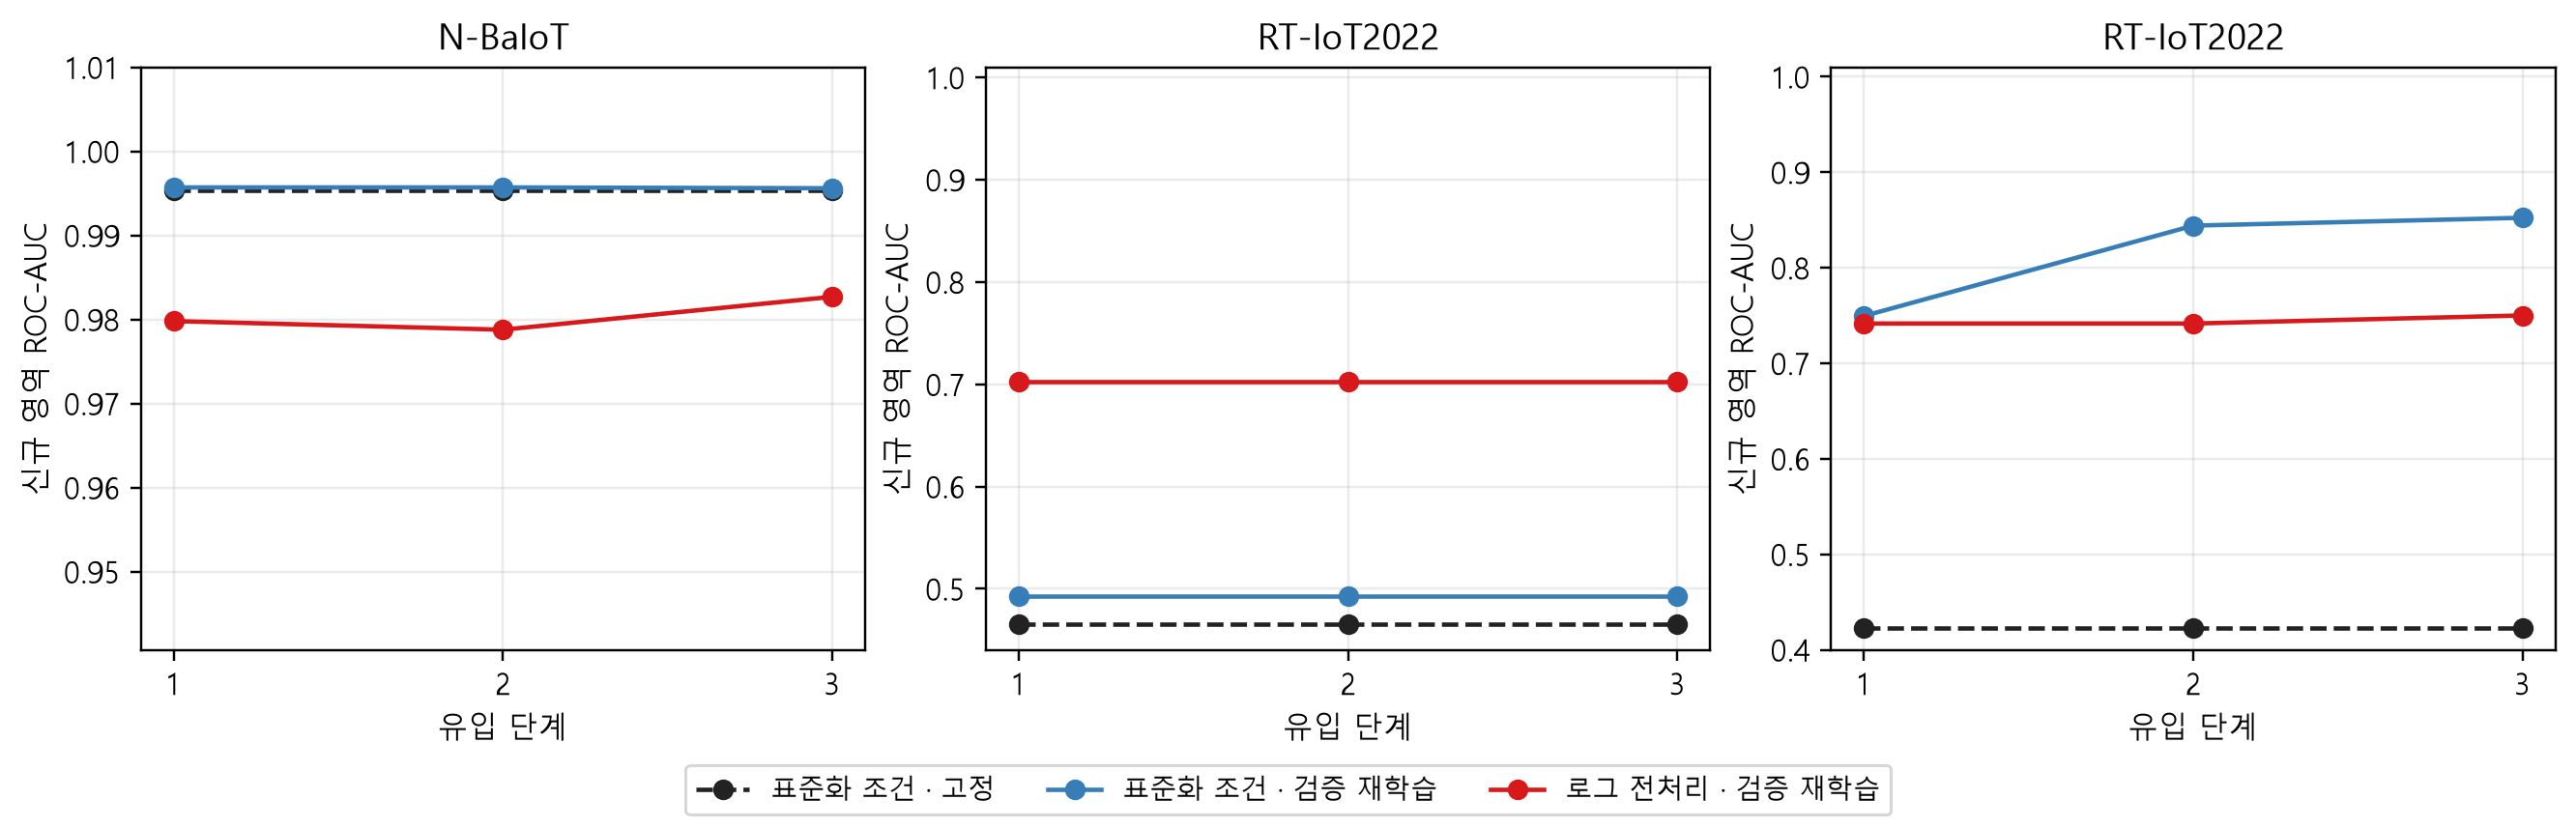 N-BaIoT
신규 영역 ROC-AUC
1.01
1.00
0.99
0.98
0.97
0.96
0.95
1
2
3
유입 단계
RT-IoT2022
신규 영역 ROC-AUC
1.0
0.9
0.8
0.7
0.6
0.5
1
2
3
유입 단계
RT-IoT2022
신규 영역 ROC-AUC
1.0
0.9
0.8
0.7
0.6
0.5
0.4
1
2
3
유입 단계
표준화 조건 · 고정
표준화 조건 · 검증 재학습
로그 전처리 · 검증 재학습